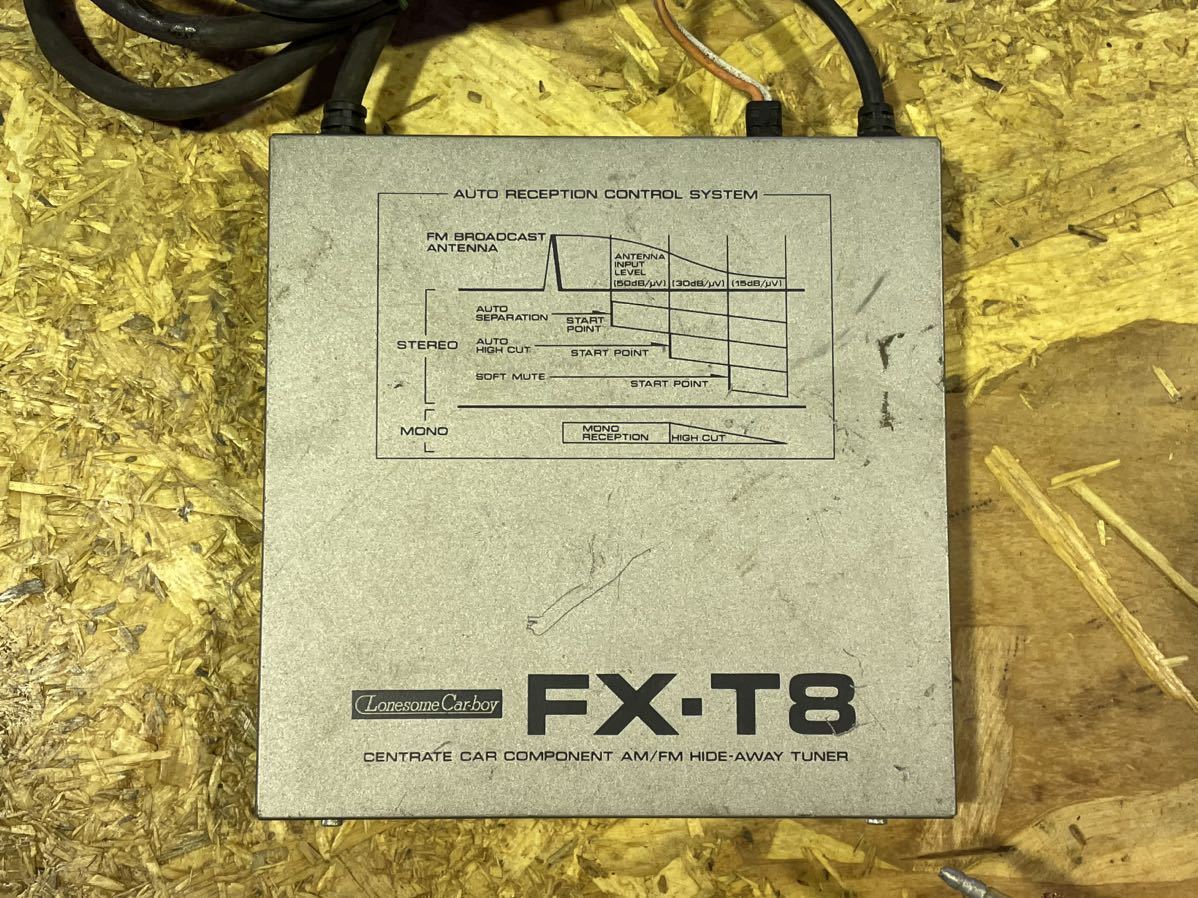 AUTO RECEPTION CONTROL SYSTEM
FM BROADCAST
ANTENNA
ANTENNA
INPUT
LEVEL
(50dB/μV) (30dB/μV) (15dB/μV)
STEREO
AUTO
SEPARATION
START
POINT
AUTO
HIGH CUT
START POINT
SOFT MUTE
START POINT
MONO
MONO
RECEPTION
HIGH CUT
Lonesome Car-boy
FX-T8
CENTRATE CAR COMPONENT AM/FM HIDE-AWAY TUNER